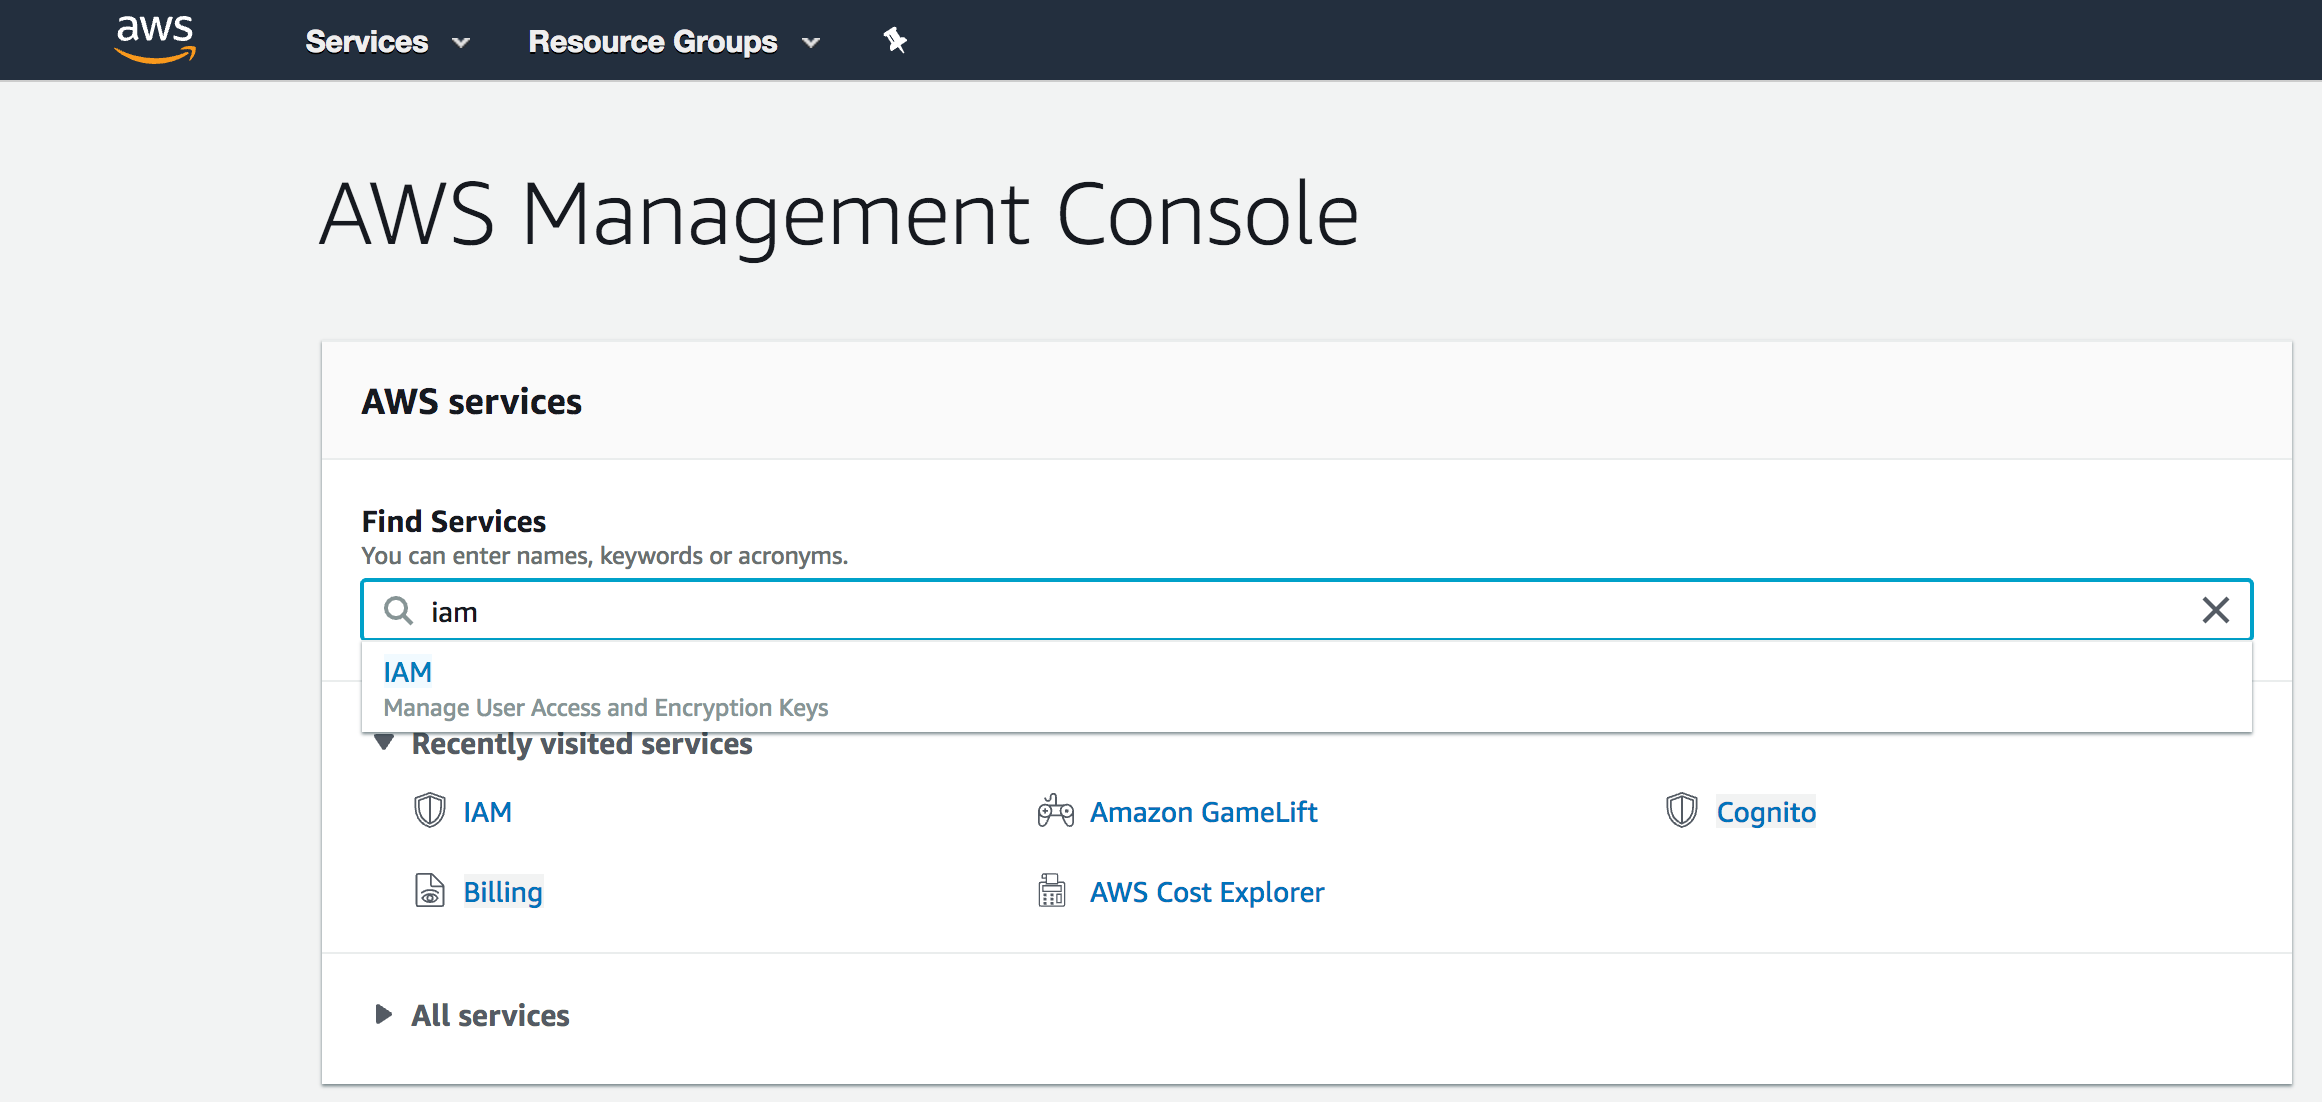 aws Services Resource Groups
AWS Management Console
AWS services
Find Services
You can enter names, keywords or acronyms.
iam
IAM
Manage User Access and Encryption Keys
Recently visited services
IAM Amazon GameLift Cognito
Billing AWS Cost Explorer
All services